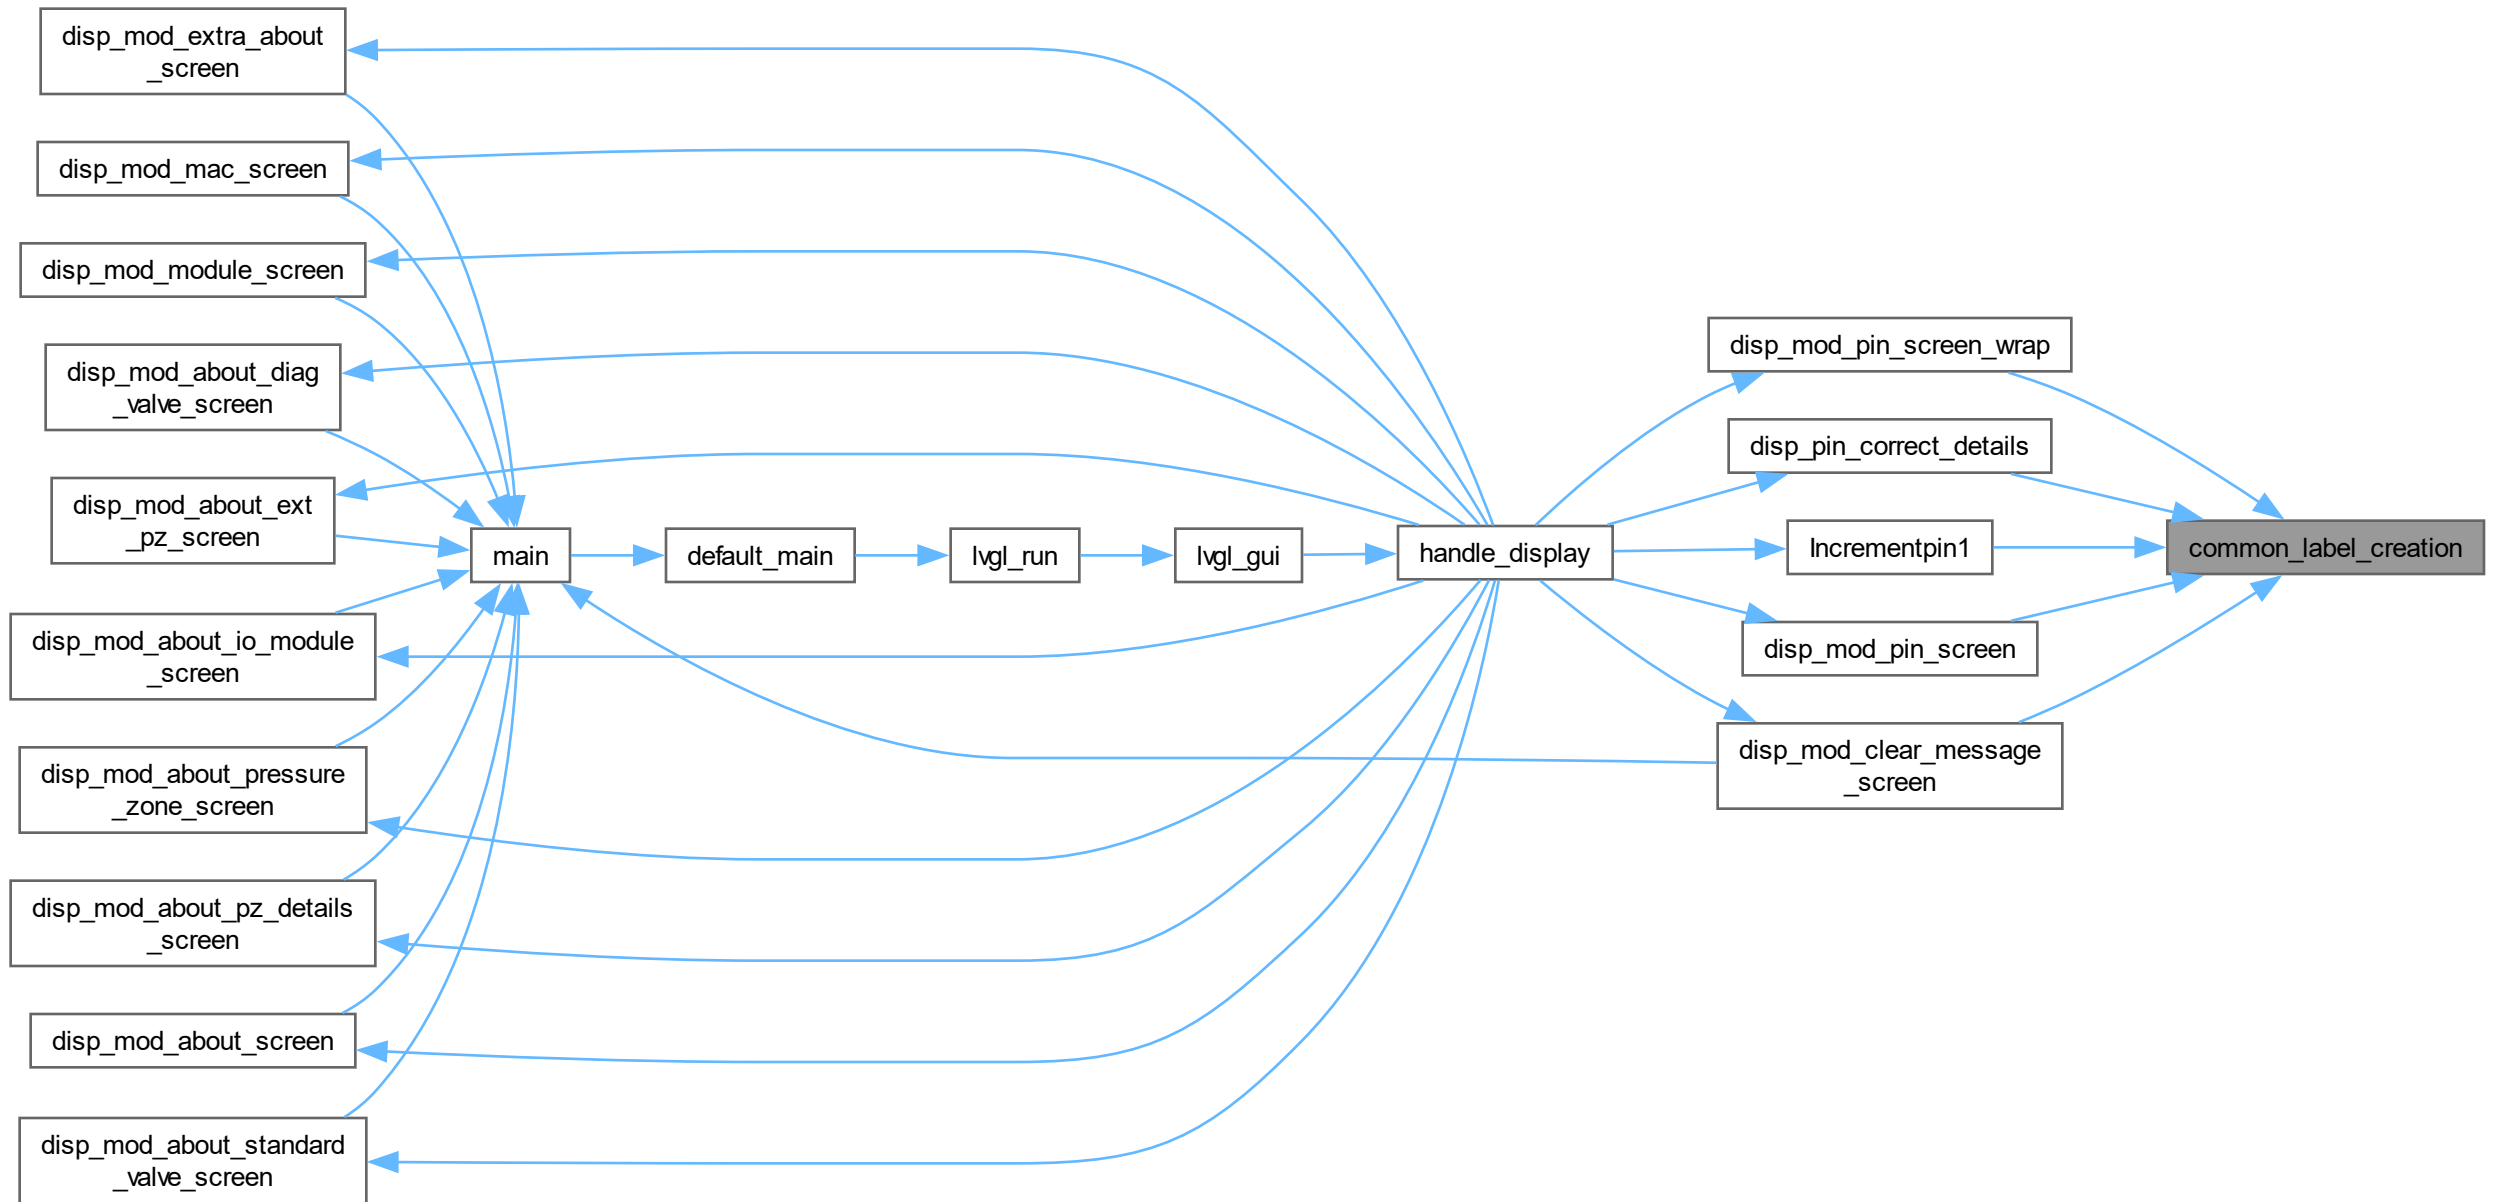 disp_mod_extra_about
_screen
disp_mod_mac_screen
disp_mod_module_screen
disp_mod_about_diag
_valve_screen
disp_mod_about_ext
_pz_screen
disp_mod_about_io_module
_screen
disp_mod_about_pressure
_zone_screen
disp_mod_about_pz_details
_screen
disp_mod_about_screen
disp_mod_about_standard
_valve_screen
main
default_main
lvgl_run
lvgl_gui
handle_display
disp_mod_pin_screen_wrap
disp_pin_correct_details
Incrementpin1
disp_mod_pin_screen
disp_mod_clear_message
_screen
common_label_creation